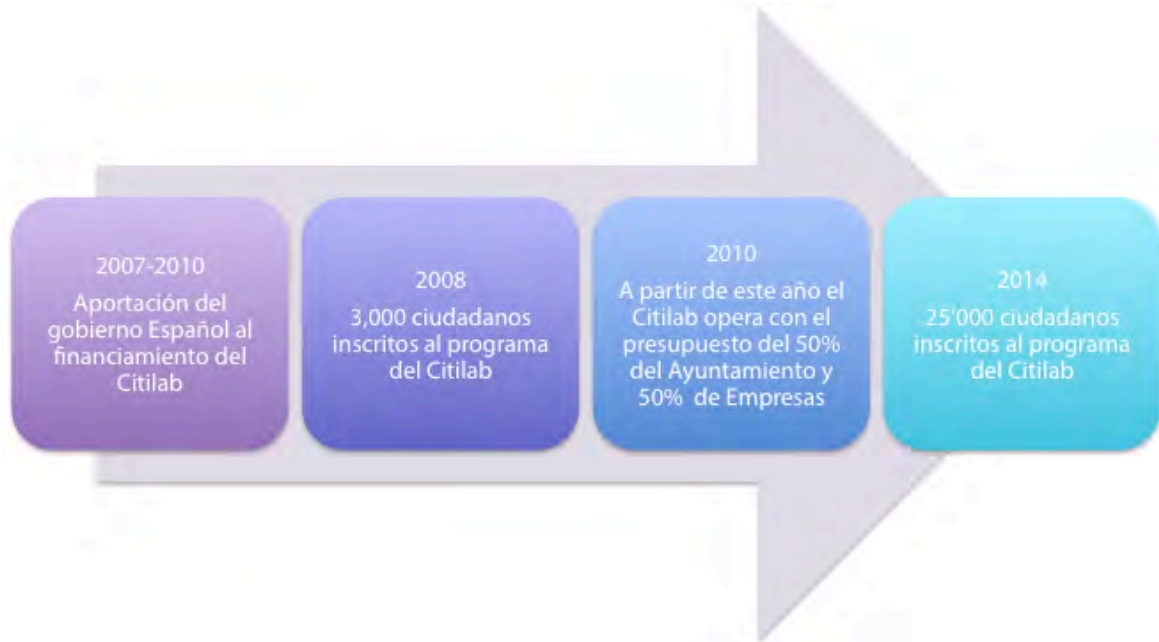 2007-2010
Aportación del
gobierno Español al
financiamiento del
Citilab
2008
3,000 ciudadanos
inscritos al programa
del Citilab
2010
A partir de este año el
Citilab opera con el
presupuesto del 50%
del Ayuntamiento y
50% de Empresas
2014
25'000 ciudadanos
inscritos al programa
del Citilab